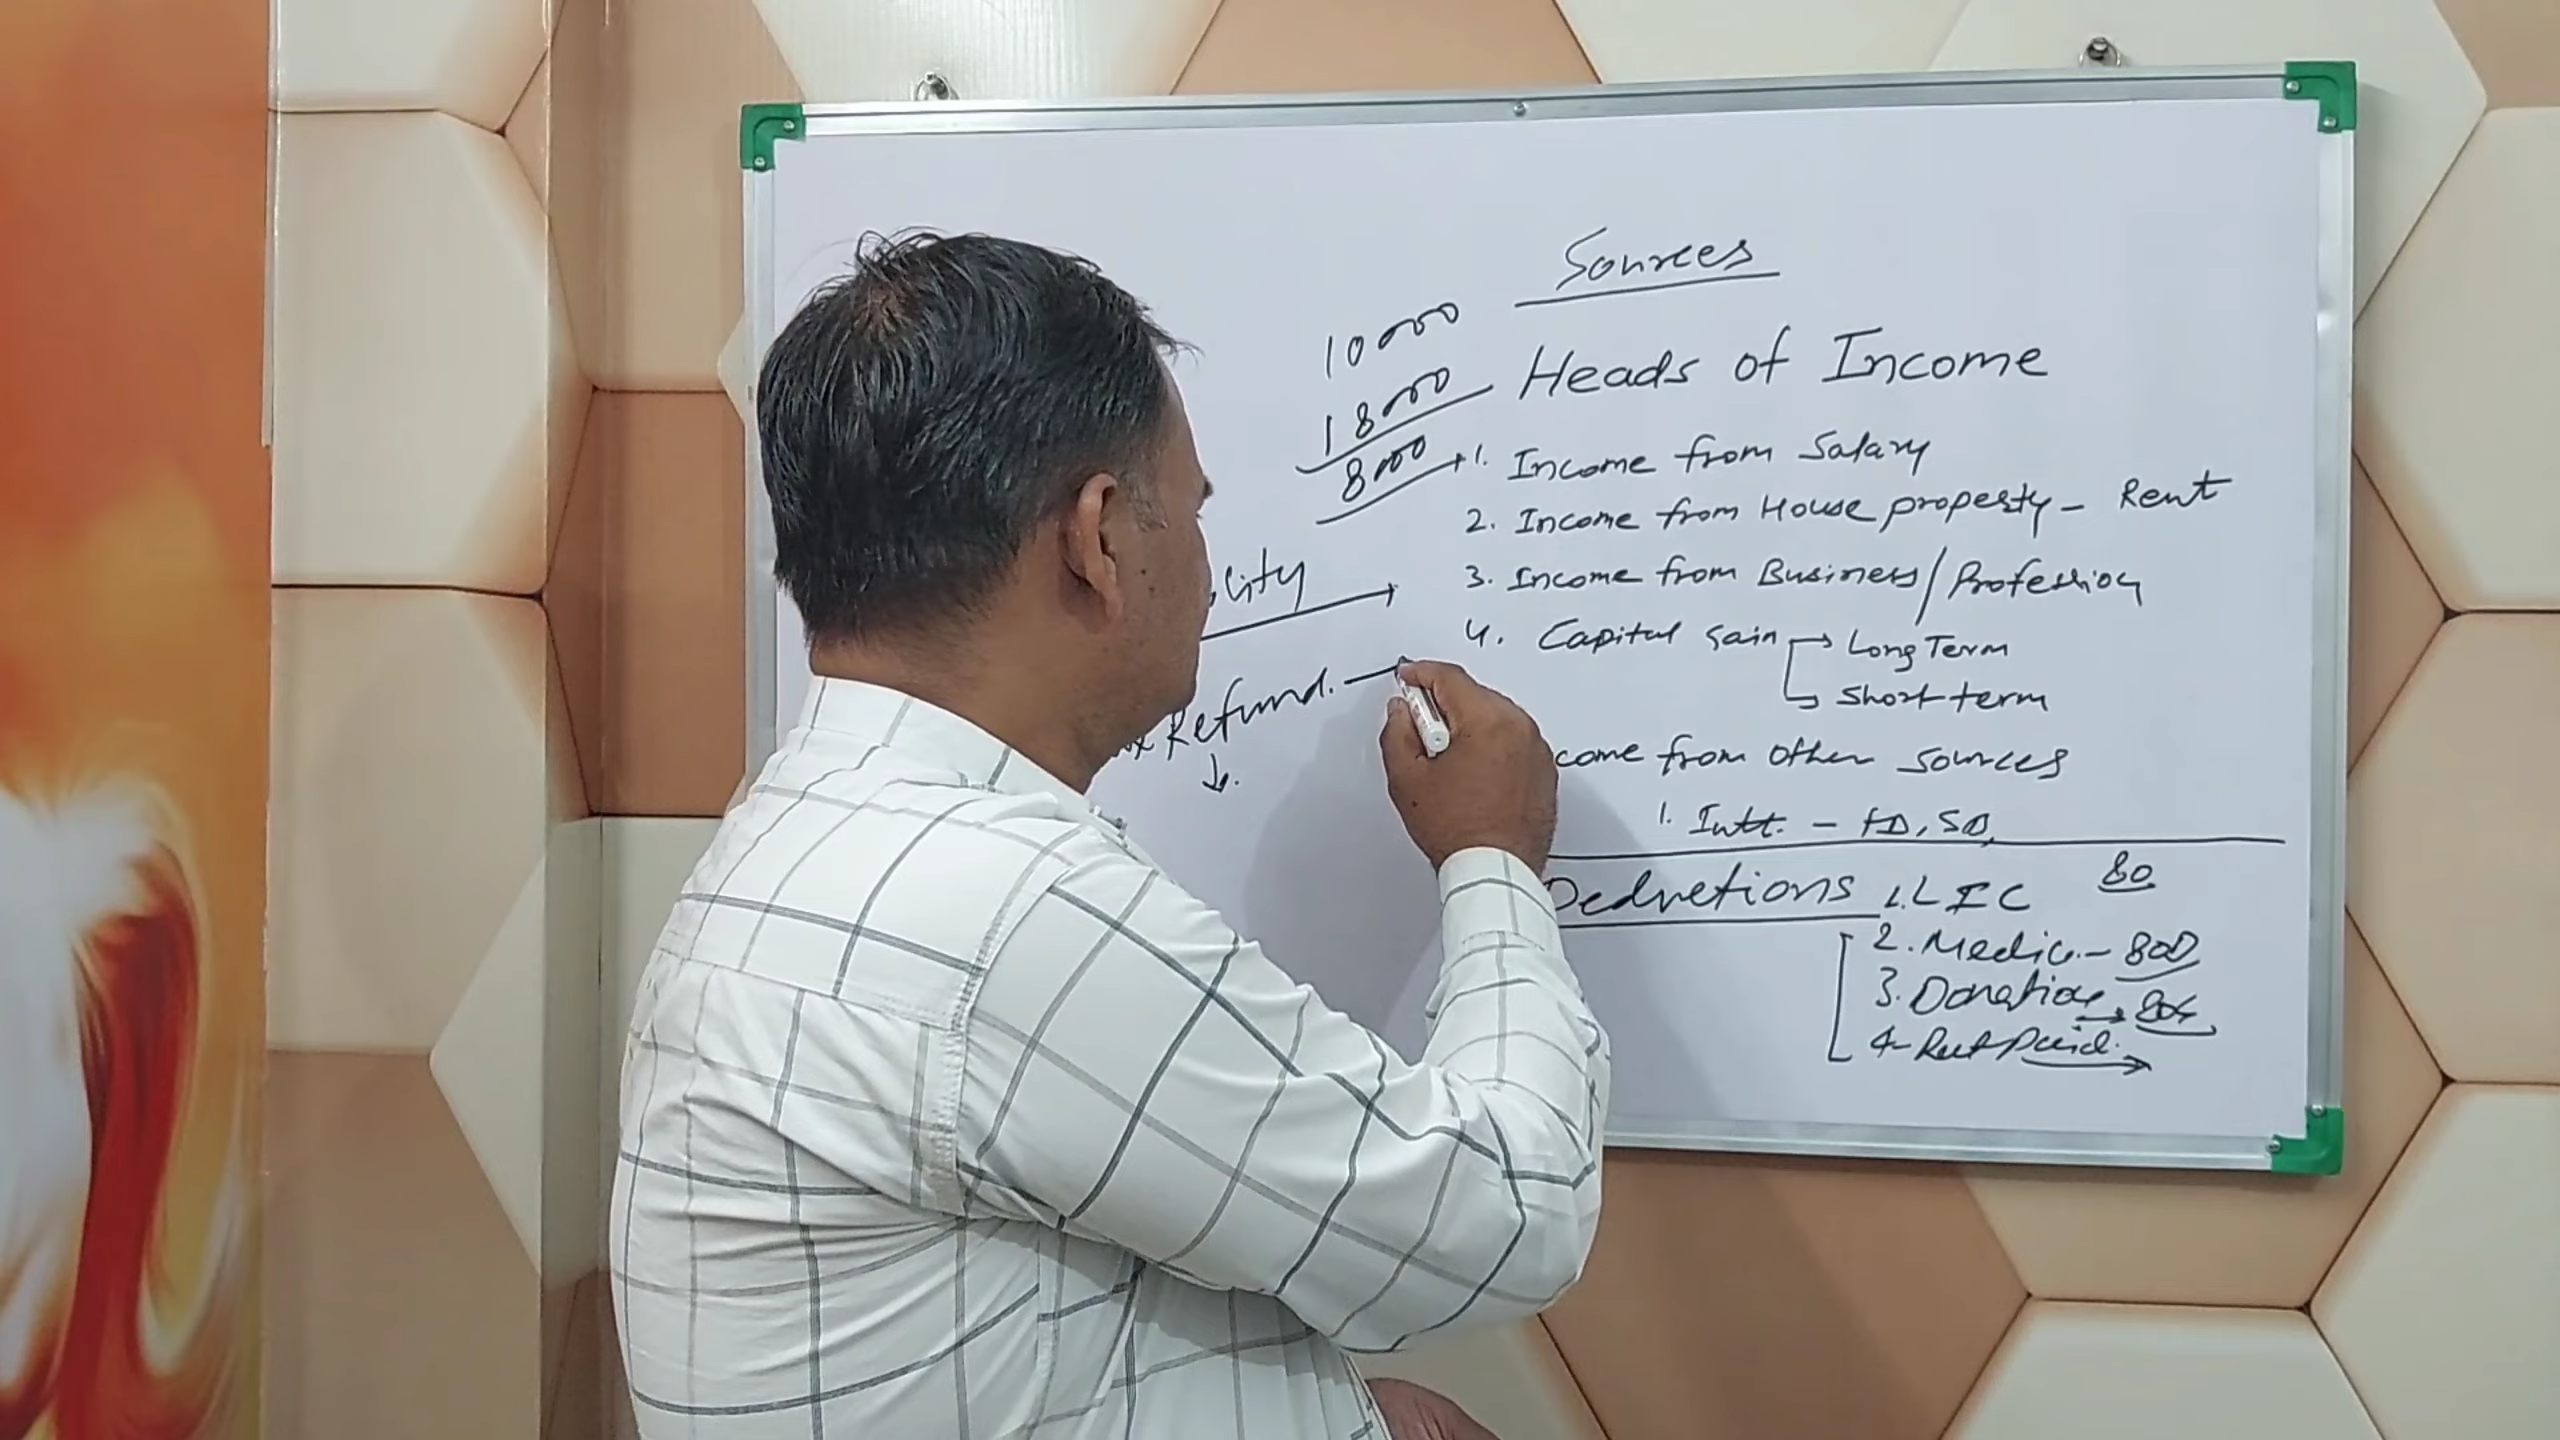 Sources
10000
18000
8000
Heads of Income
1. Income from Salary
2. Income from House property - Rent
3. Income from Business/Profession
4. Capital Gain → Long Term
↳ Short term
come from other Sources
1. Intt. - FD, SD,
lity
Refund.
Deductions 1. LIC 80
2. Medic. - 80D
3. Donation → 80G
4. Rent Paid.